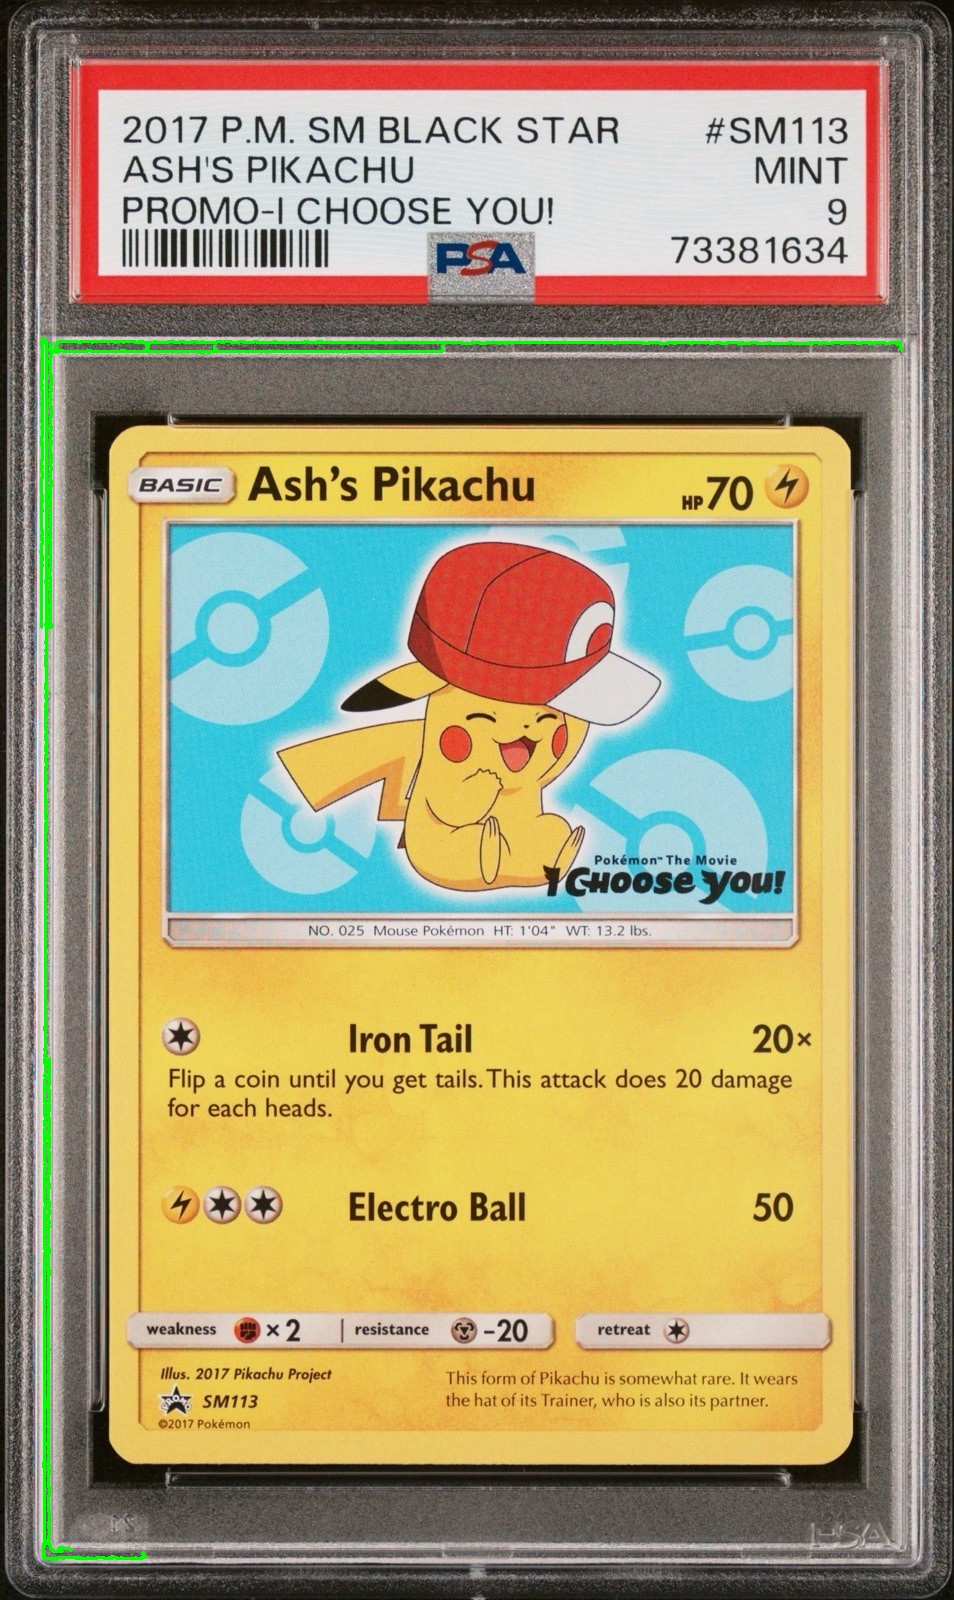 2017 P.M. SM BLACK STAR #SM113
ASH'S PIKACHU MINT
PROMO-I CHOOSE YOU! 9
PSA 73381634
BASIC Ash's Pikachu HP 70
Pokémon™ The Movie
I CHOOSE YOU!
NO. 025 Mouse Pokémon HT: 1'04" WT: 13.2 lbs.
Iron Tail 20×
Flip a coin until you get tails. This attack does 20 damage
for each heads.
Electro Ball 50
weakness ×2 resistance -20 retreat
Illus. 2017 Pikachu Project
This form of Pikachu is somewhat rare. It wears
the hat of its Trainer, who is also its partner.
PROMO SM113
©2017 Pokémon
PSA